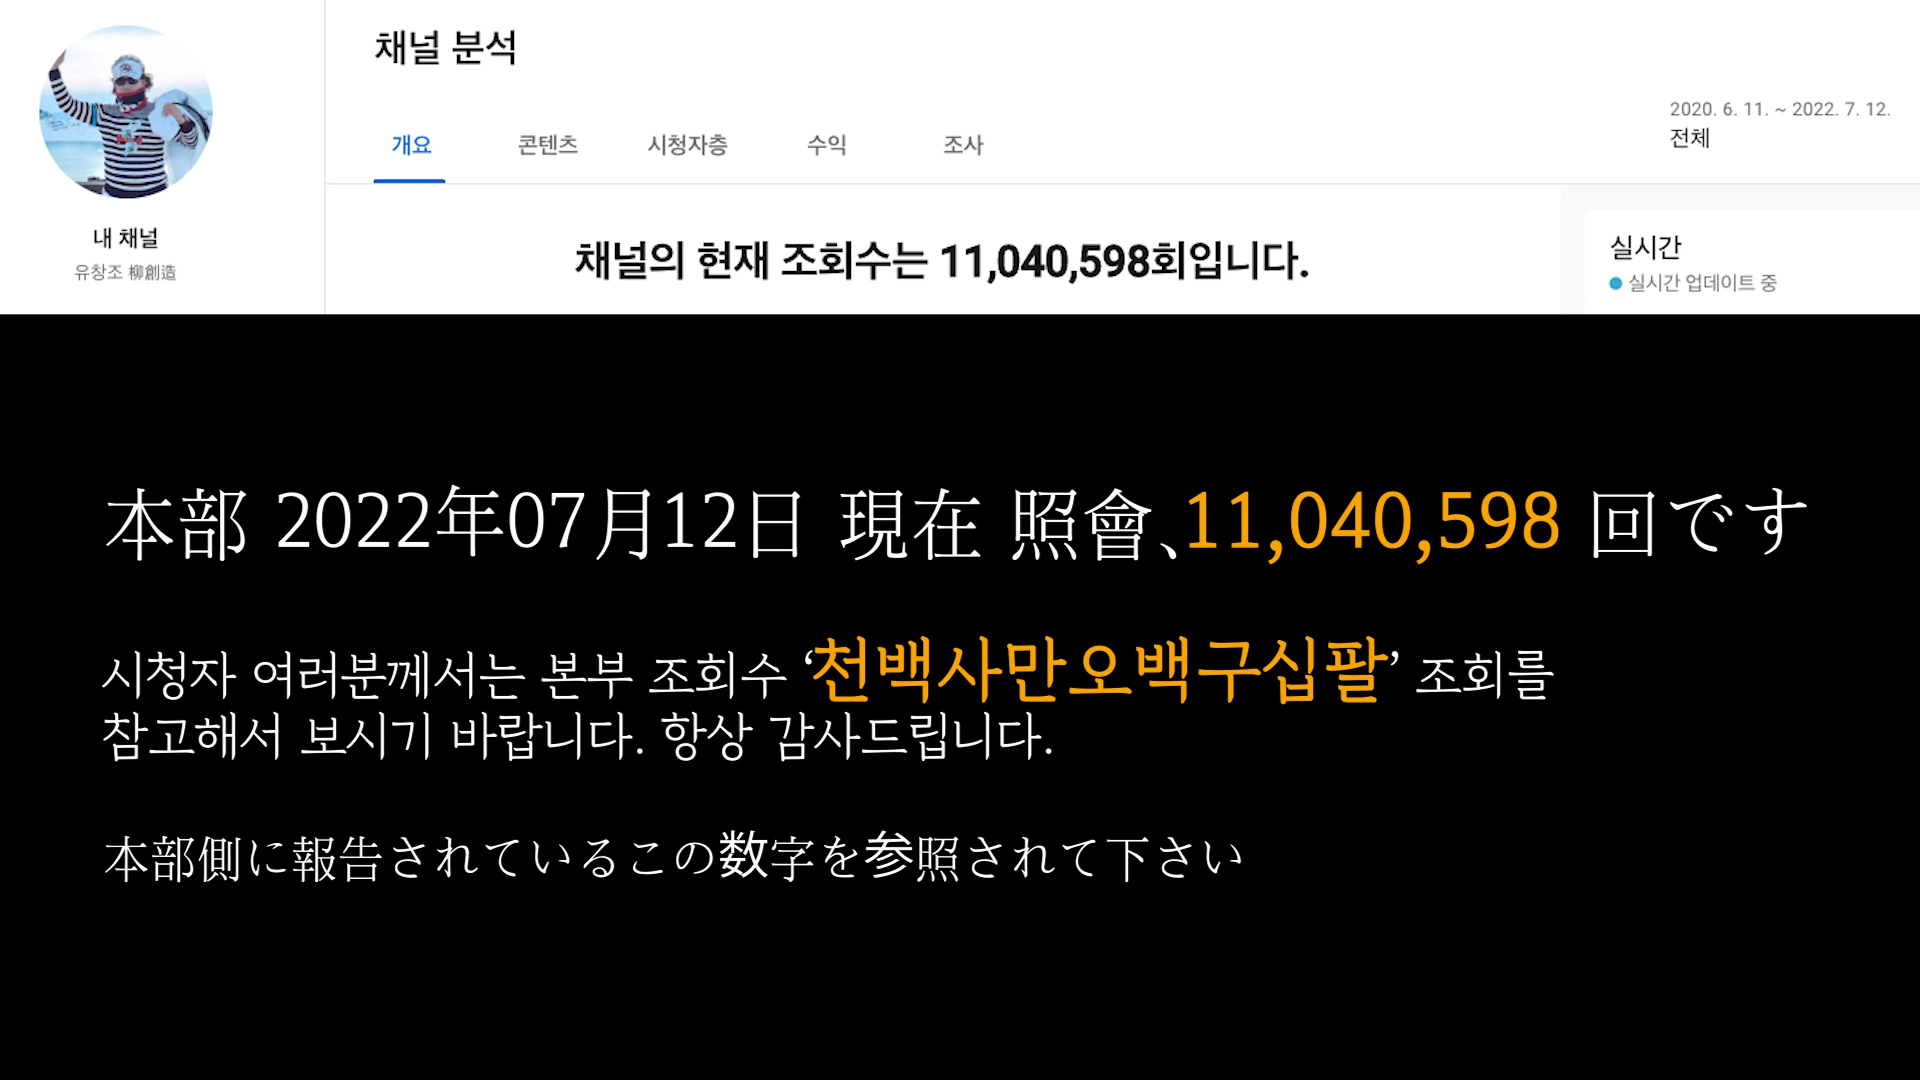 채널 분석
2020. 6. 11. ~ 2022. 7. 12.
전체
개요 콘텐츠 시청자층 수익 조사
내 채널
유창조 柳創造
채널의 현재 조회수는 11,040,598회입니다.
실시간
실시간 업데이트 중
本部 2022年07月12日 現在 照會、11,040,598 回です
시청자 여러분께서는 본부 조회수 ‘천백사만오백구십팔’ 조회를
참고해서 보시기 바랍니다. 항상 감사드립니다.
本部側に報告されているこの数字を参照されて下さい